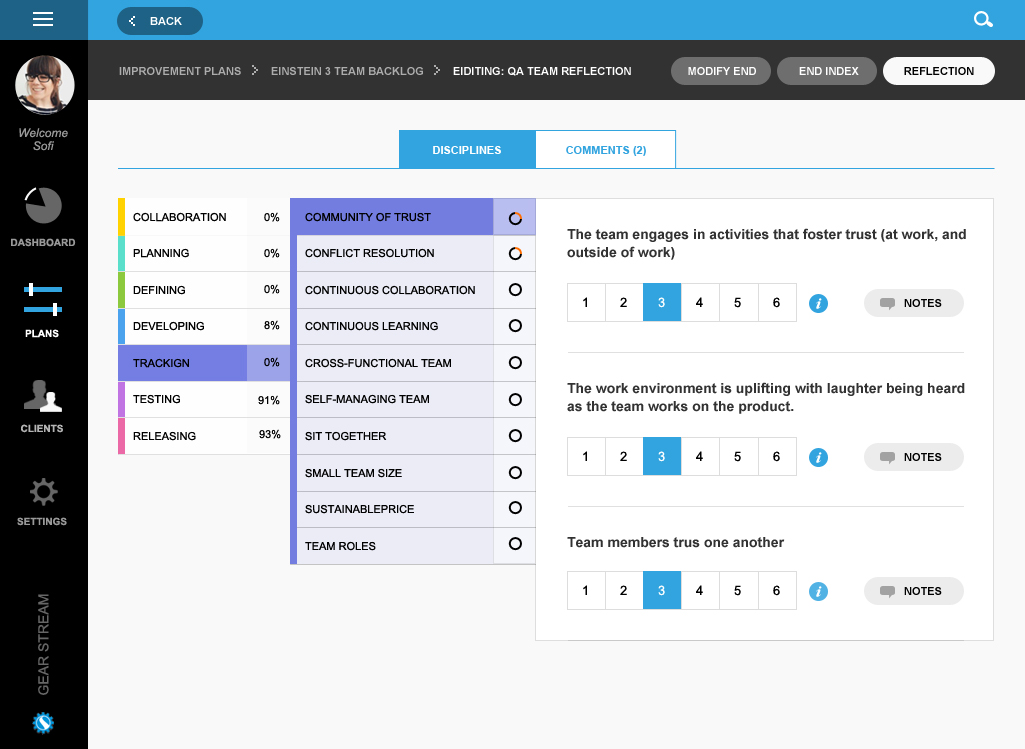 BACK
IMPROVEMENT PLANS
EINSTEIN 3 TEAM BACKLOG
EIDITING: QA TEAM REFLECTION
MODIFY END
END INDEX
REFLECTION
Welcome
Sofi
DASHBOARD
PLANS
CLIENTS
SETTINGS
GEAR STREAM
DISCIPLINES
COMMENTS (2)
COLLABORATION 0%
PLANNING 0%
DEFINING 0%
DEVELOPING 8%
TRACKIGN 0%
TESTING 91%
RELEASING 93%
COMMUNITY OF TRUST
CONFLICT RESOLUTION
CONTINUOUS COLLABORATION
CONTINUOUS LEARNING
CROSS-FUNCTIONAL TEAM
SELF-MANAGING TEAM
SIT TOGETHER
SMALL TEAM SIZE
SUSTAINABLEPRICE
TEAM ROLES
The team engages in activities that foster trust (at work, and
outside of work)
1 2 3 4 5 6 i NOTES
The work environment is uplifting with laughter being heard
as the team works on the product.
1 2 3 4 5 6 i NOTES
Team members trus one another
1 2 3 4 5 6 i NOTES